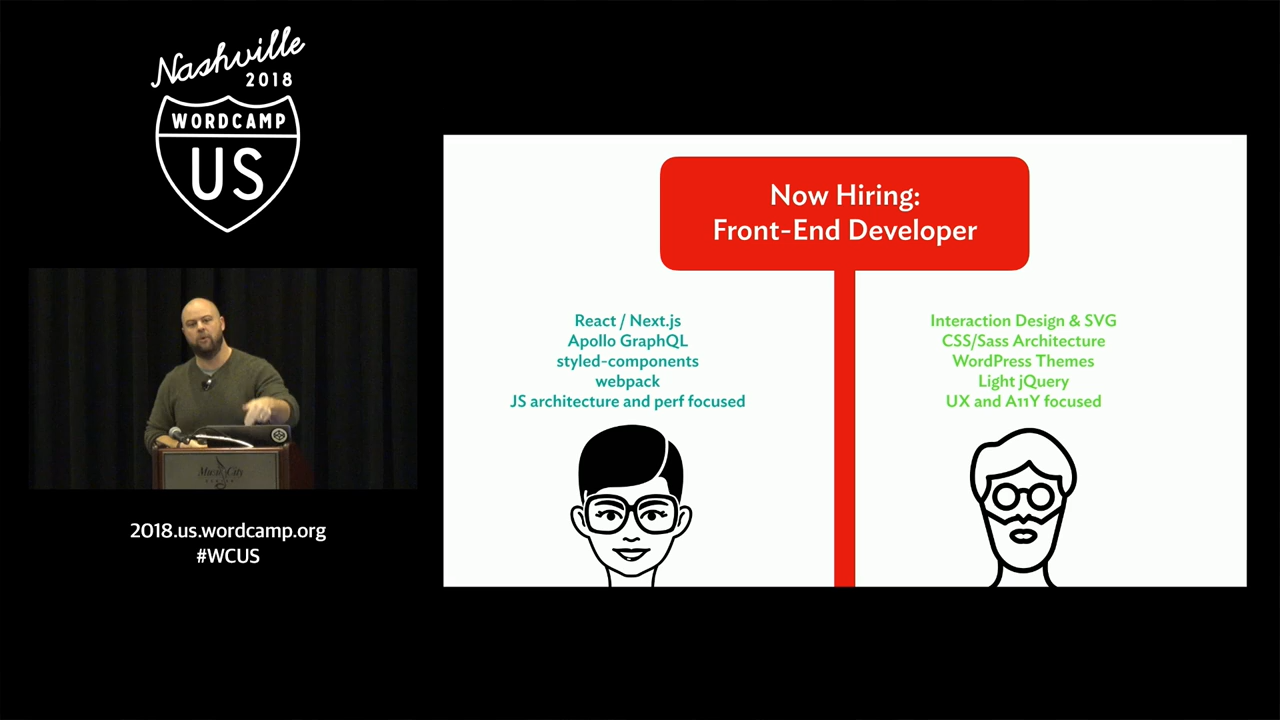 Nashville
2018
WORDCAMP
US
2018.us.wordcamp.org
#WCUS
Now Hiring:
Front-End Developer
React / Next.js
Apollo GraphQL
styled-components
webpack
JS architecture and perf focused
Interaction Design & SVG
CSS/Sass Architecture
WordPress Themes
Light jQuery
UX and A11Y focused